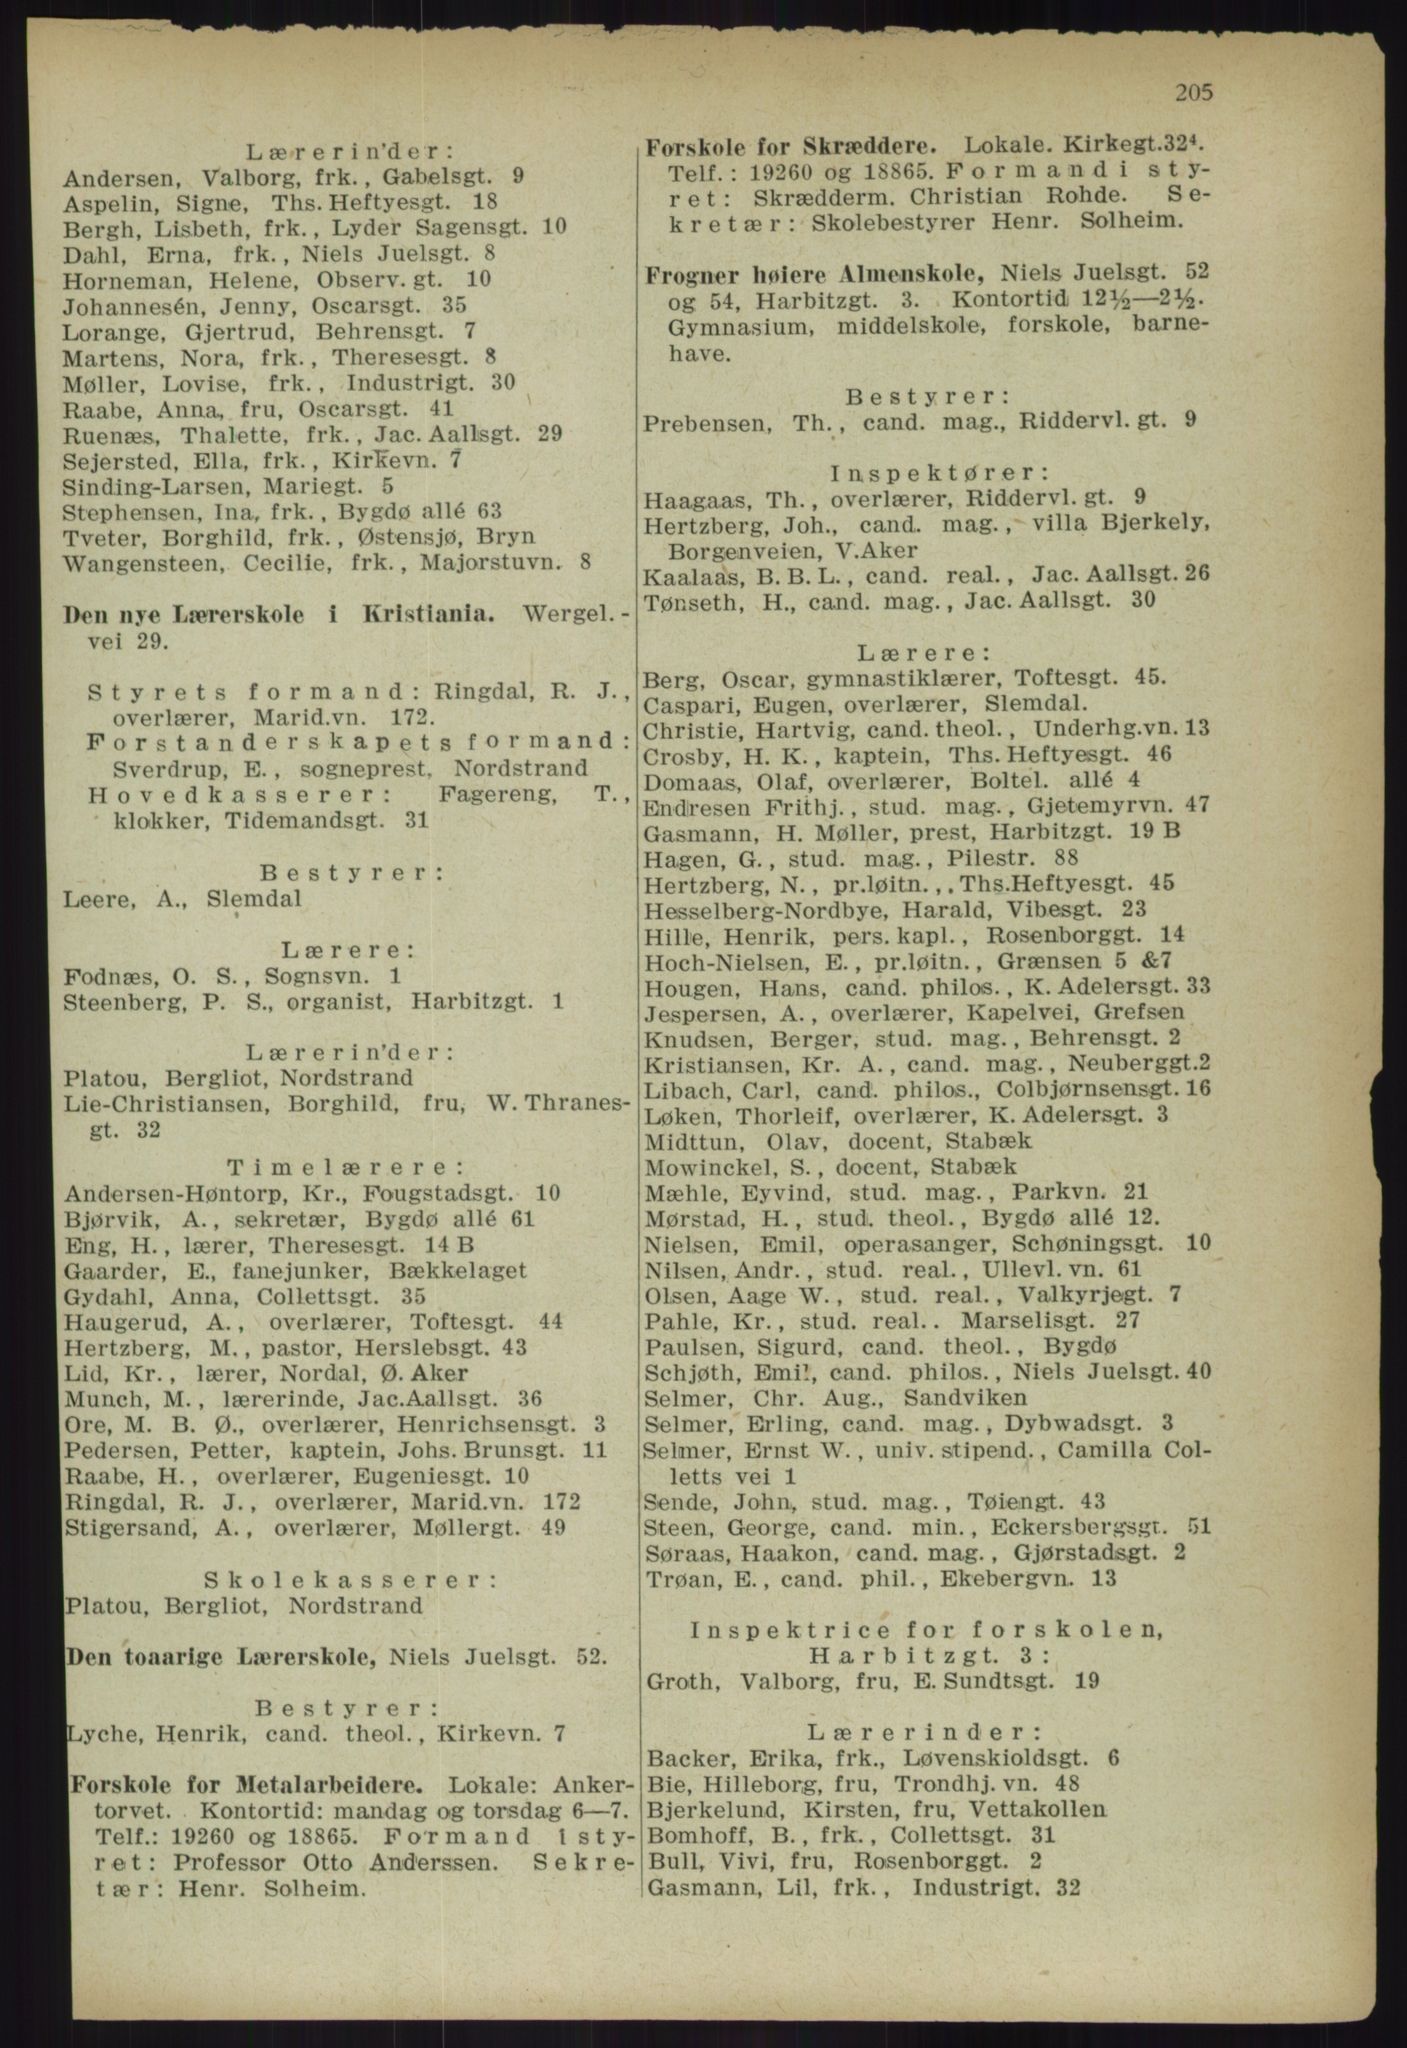 205
Lærerin'der:
Andersen, Valborg, frk., Gabelsgt. 9
Aspelin, Signe, Ths. Heftyesgt. 18
Bergh, Lisbeth, frk., Lyder Sagensgt. 10
Dahl, Erna, frk., Niels Juelsgt. 8
Horneman, Helene, Observ. gt. 10
Johannesén, Jenny, Oscarsgt. 35
Lorange, Gjertrud, Behrensgt. 7
Martens, Nora, frk., Theresesgt. 8
Møller, Lovise, frk., Industrigt. 30
Raabe, Anna, fru, Oscarsgt. 41
Ruenæs, Thalette, frk., Jac. Aallsgt. 29
Sejersted, Ella, frk., Kirkevn. 7
Sinding-Larsen, Mariegt. 5
Stephensen, Ina, frk., Bygdø allé 63
Tveter, Borghild, frk., Østensjø, Bryn
Wangensteen, Cecilie, frk., Majorstuvn. 8
Den nye Lærerskole i Kristiania. Wergel.-
vei 29.
Styrets formand: Ringdal, R. J.,
overlærer, Marid.vn. 172.
Forstanderskapets formand:
Sverdrup, E., sogneprest, Nordstrand
Hovedkasserer: Fagereng, T.,
klokker, Tidemandsgt. 31
Bestyrer:
Leere, A., Slemdal
Lærere:
Fodnæs, O. S., Sognsvn. 1
Steenberg, P. S., organist, Harbitzgt. 1
Lærerin'der:
Platou, Bergliot, Nordstrand
Lie-Christiansen, Borghild, fru, W. Thranes-
gt. 32
Timelærere:
Andersen-Høntorp, Kr., Fougstadsgt. 10
Bjørvik, A., sekretær, Bygdø allé 61
Eng, H., lærer, Theresesgt. 14 B
Gaarder, E., fanejunker, Bækkelaget
Gydahl, Anna, Collettsgt. 35
Haugerud, A., overlærer, Toftesgt. 44
Hertzberg, M., pastor, Herslebsgt. 43
Lid, Kr., lærer, Nordal, Ø. Aker
Munch, M., lærerinde, Jac.Aallsgt. 36
Ore, M. B. Ø., overlærer, Henrichsensgt. 3
Pedersen, Petter, kaptein, Johs. Brunsgt. 11
Raabe, H., overlærer, Eugeniesgt. 10
Ringdal, R. J., overlærer, Marid.vn. 172
Stigersand, A., overlærer, Møllergt. 49
Skolekasserer:
Platou, Bergliot, Nordstrand
Den toaarige Lærerskole, Niels Juelsgt. 52.
Bestyrer:
Lyche, Henrik, cand. theol., Kirkevn. 7
Forskole for Metalarbeidere. Lokale: Anker-
torvet. Kontortid: mandag og torsdag 6—7.
Telf.: 19260 og 18865. Formand i sty-
ret: Professor Otto Anderssen. Sekre-
tær: Henr. Solheim.
Forskole for Skræddere. Lokale. Kirkegt.32⁴.
Telf.: 19260 og 18865. Formand i sty-
ret: Skrædderm. Christian Rohde. Se-
kretær: Skolebestyrer Henr. Solheim.
Frogner høiere Almenskole, Niels Juelsgt. 52
og 54, Harbitzgt. 3. Kontortid 12½—2½.
Gymnasium, middelskole, forskole, barne-
have.
Bestyrer:
Prebensen, Th., cand. mag., Riddervl. gt. 9
Inspektører:
Haagaas, Th., overlærer, Riddervl. gt. 9
Hertzberg, Joh., cand. mag., villa Bjerkely,
Borgenveien, V.Aker
Kaalaas, B. B. L., cand. real., Jac. Aallsgt. 26
Tønseth, H., cand. mag., Jac. Aallsgt. 30
Lærere:
Berg, Oscar, gymnastiklærer, Toftesgt. 45.
Caspari, Eugen, overlærer, Slemdal.
Christie, Hartvig, cand. theol., Underhg.vn. 13
Crosby, H. K., kaptein, Ths. Heftyesgt. 46
Domaas, Olaf, overlærer, Boltel. allé 4
Endresen Frithj., stud. mag., Gjetemyrvn. 47
Gasmann, H. Møller, prest, Harbitzgt. 19 B
Hagen, G., stud. mag., Pilestr. 88
Hertzberg, N., pr.løitn.,. Ths.Heftyesgt. 45
Hesselberg-Nordbye, Harald, Vibesgt. 23
Hille, Henrik, pers. kapl., Rosenborggt. 14
Hoch-Nielsen, E., pr.løitn., Grænsen 5 &7
Hougen, Hans, cand. philos., K. Adelersgt. 33
Jespersen, A., overlærer, Kapelvei, Grefsen
Knudsen, Berger, stud. mag., Behrensgt. 2
Kristiansen, Kr. A., cand. mag., Neuberggt.2
Libach, Carl, cand. philos., Colbjørnsensgt. 16
Løken, Thorleif, overlærer, K. Adelersgt. 3
Midttun, Olav, docent, Stabæk
Mowinckel, S., docent, Stabæk
Mæhle, Eyvind, stud. mag., Parkvn. 21
Mørstad, H., stud. theol., Bygdø allé 12.
Nielsen, Emil, operasanger, Schøningsgt. 10
Nilsen, Andr., stud. real., Ullevl. vn. 61
Olsen, Aage W., stud. real., Valkyrjegt. 7
Pahle, Kr., stud. real.. Marselisgt. 27
Paulsen, Sigurd, cand. theol., Bygdø
Schjøth, Emil, cand. philos., Niels Juelsgt. 40
Selmer, Chr. Aug., Sandviken
Selmer, Erling, cand. mag., Dybwadsgt. 3
Selmer, Ernst W., univ. stipend., Camilla Col-
letts vei 1
Sende, John, stud. mag., Tøiengt. 43
Steen, George, cand. min., Eckersbergsgt. 51
Søraas, Haakon, cand. mag., Gjørstadsgt. 2
Trøan, E., cand. phil., Ekebergvn. 13
Inspektrice for forskolen,
Harbitzgt. 3:
Groth, Valborg, fru, E. Sundtsgt. 19
Lærerinder:
Backer, Erika, frk., Løvenskioldsgt. 6
Bie, Hilleborg, fru, Trondhj. vn. 48
Bjerkelund, Kirsten, fru, Vettakollen
Bomhoff, B., frk., Collettsgt. 31
Bull, Vivi, fru, Rosenborggt. 2
Gasmann, Lil, frk., Industrigt. 32